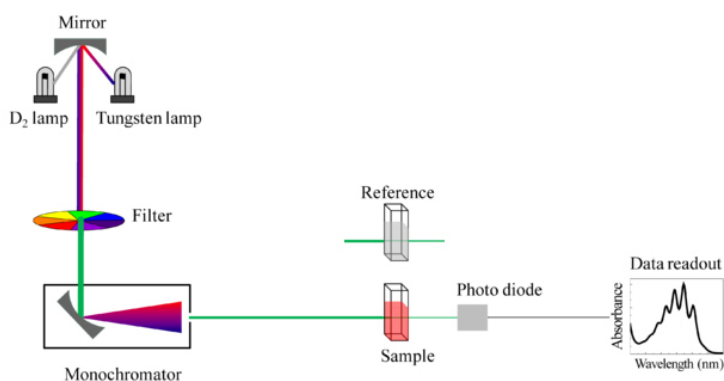 Mirror
D₂ lamp
Tungsten lamp
Filter
Reference
Data readout
Photo diode
Absorbance
Sample
Wavelength (nm)
Monochromator